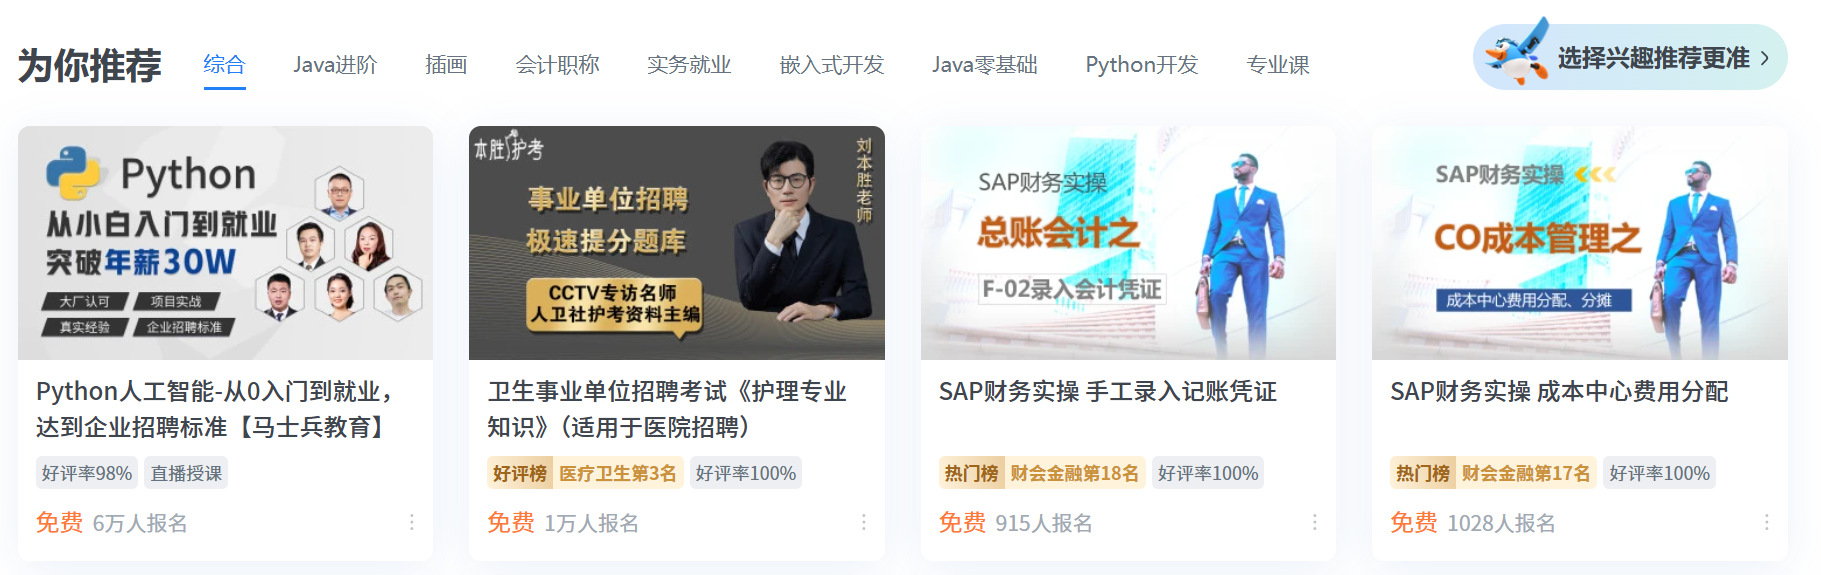 为你推荐
综合
Java进阶
插画
会计职称
实务就业
嵌入式开发
Java零基础
Python开发
专业课
选择兴趣推荐更准
Python
从小白入门到就业
突破年薪30W
大厂认可
项目实战
真实经验
企业招聘标准
Python人工智能-从0入门到就业，
达到企业招聘标准【马士兵教育】
好评率98%
直播授课
免费 6万人报名
本胜护考
刘本胜老师
事业单位招聘
极速提分题库
CCTV专访名师
人卫社护考资料主编
卫生事业单位招聘考试《护理专业
知识》（适用于医院招聘）
好评榜 医疗卫生第3名
好评率100%
免费 1万人报名
SAP财务实操
总账会计之
F-02录入会计凭证
SAP财务实操 手工录入记账凭证
热门榜 财会金融第18名
好评率100%
免费 915人报名
SAP财务实操
CO成本管理之
成本中心费用分配、分摊
SAP财务实操 成本中心费用分配
热门榜 财会金融第17名
好评率100%
免费 1028人报名